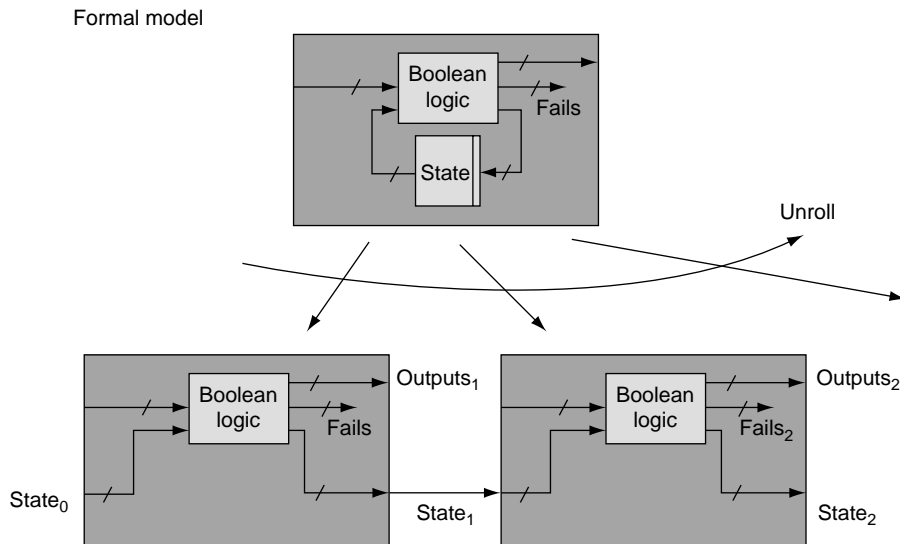 Formal model
Boolean
logic
Fails
State
Unroll
Boolean
logic
Outputs₁
Fails
State₀
State₁
Boolean
logic
Outputs₂
Fails₂
State₂